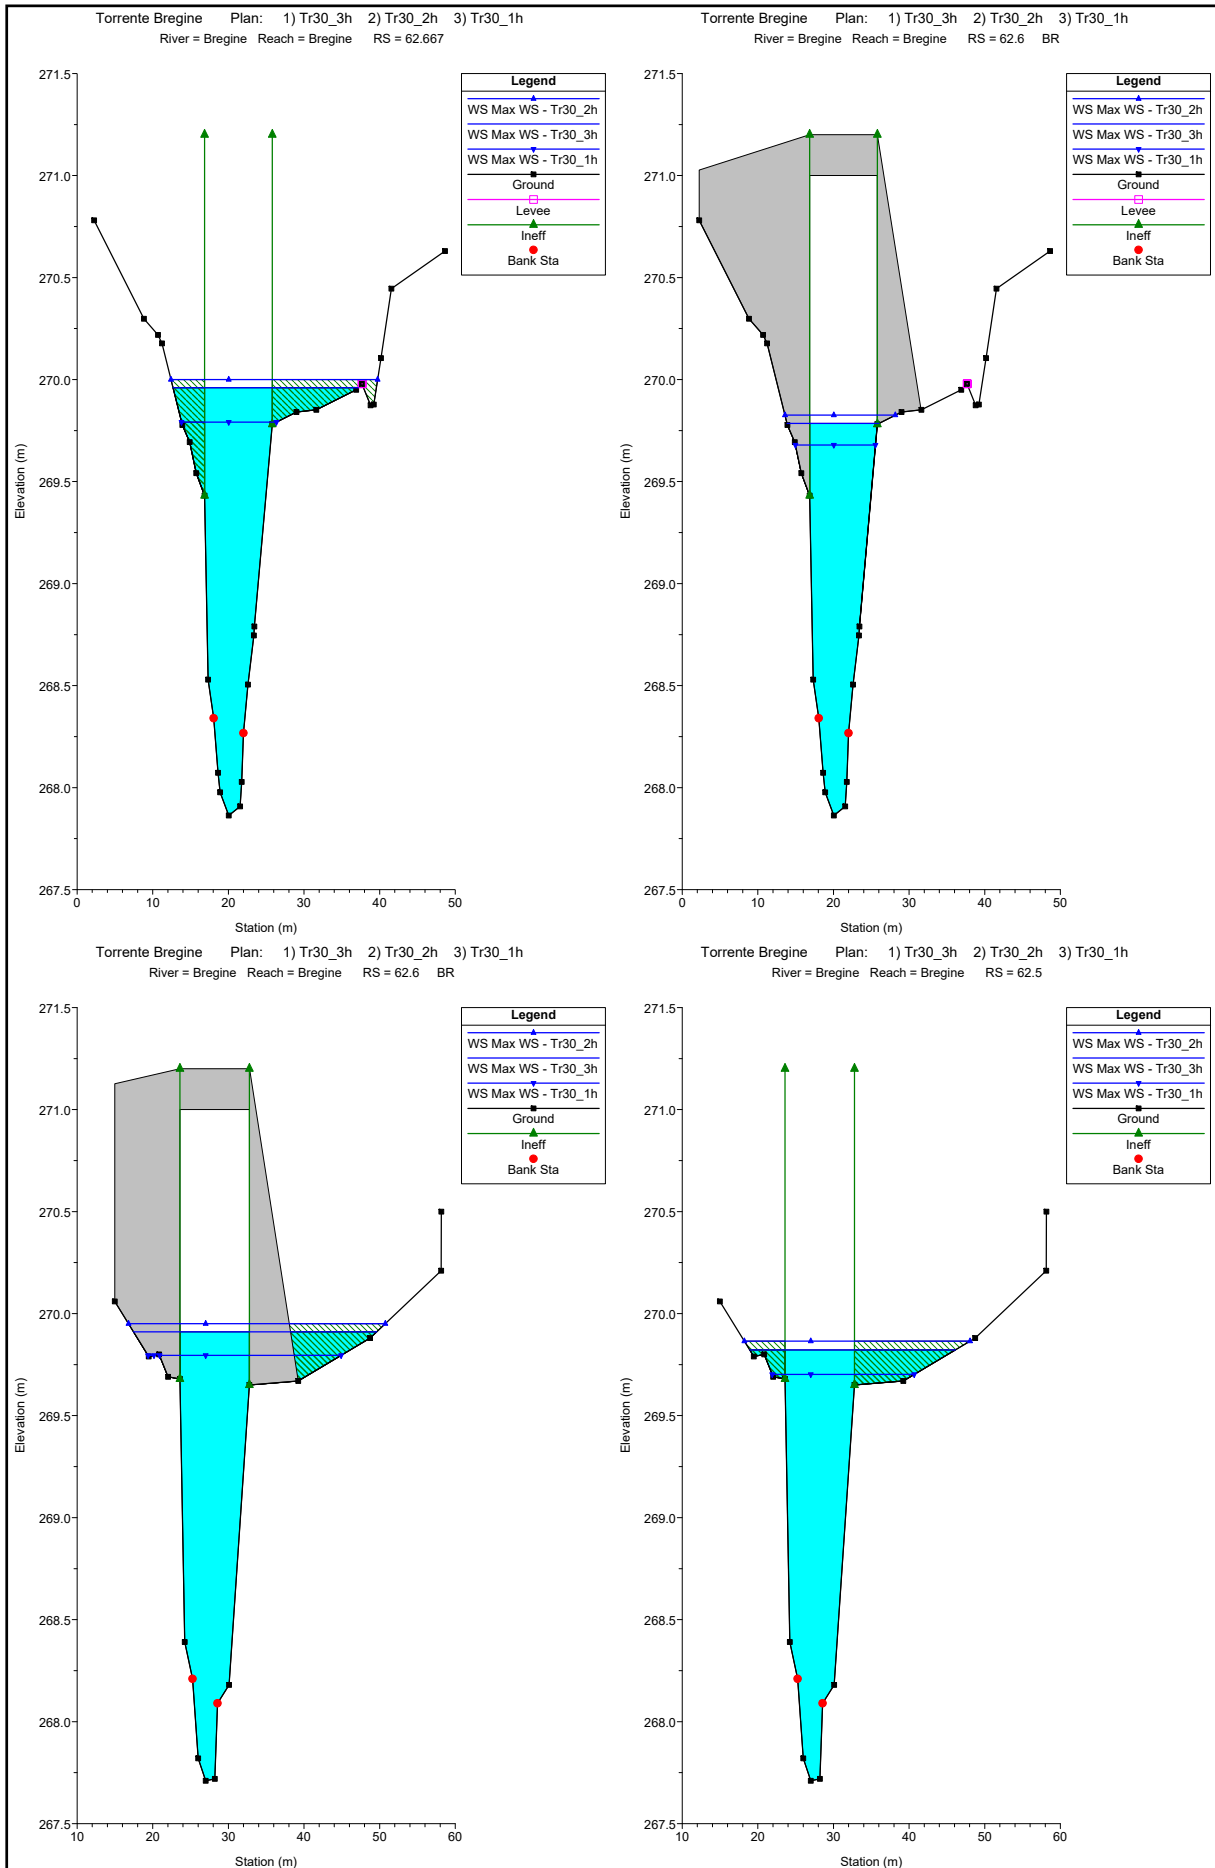 Torrente Bregine Plan: 1) Tr30_3h 2) Tr30_2h 3) Tr30_1h
River = Bregine Reach = Bregine RS = 62.667
Legend
WS Max WS - Tr30_2h
WS Max WS - Tr30_3h
WS Max WS - Tr30_1h
Ground
Levee
Ineff
Bank Sta
271.5
271.0
270.5
270.0
269.5
269.0
268.5
268.0
267.5
Elevation (m)
0 10 20 30 40 50
Station (m)
Torrente Bregine Plan: 1) Tr30_3h 2) Tr30_2h 3) Tr30_1h
River = Bregine Reach = Bregine RS = 62.6 BR
Legend
WS Max WS - Tr30_2h
WS Max WS - Tr30_3h
WS Max WS - Tr30_1h
Ground
Levee
Ineff
Bank Sta
271.5
271.0
270.5
270.0
269.5
269.0
268.5
268.0
267.5
Elevation (m)
0 10 20 30 40 50 60
Station (m)
Torrente Bregine Plan: 1) Tr30_3h 2) Tr30_2h 3) Tr30_1h
River = Bregine Reach = Bregine RS = 62.6 BR
Legend
WS Max WS - Tr30_2h
WS Max WS - Tr30_3h
WS Max WS - Tr30_1h
Ground
Ineff
Bank Sta
271.5
271.0
270.5
270.0
269.5
269.0
268.5
268.0
267.5
Elevation (m)
10 20 30 40 50 60
Station (m)
Torrente Bregine Plan: 1) Tr30_3h 2) Tr30_2h 3) Tr30_1h
River = Bregine Reach = Bregine RS = 62.5
Legend
WS Max WS - Tr30_2h
WS Max WS - Tr30_3h
WS Max WS - Tr30_1h
Ground
Ineff
Bank Sta
271.5
271.0
270.5
270.0
269.5
269.0
268.5
268.0
267.5
Elevation (m)
10 20 30 40 50 60
Station (m)